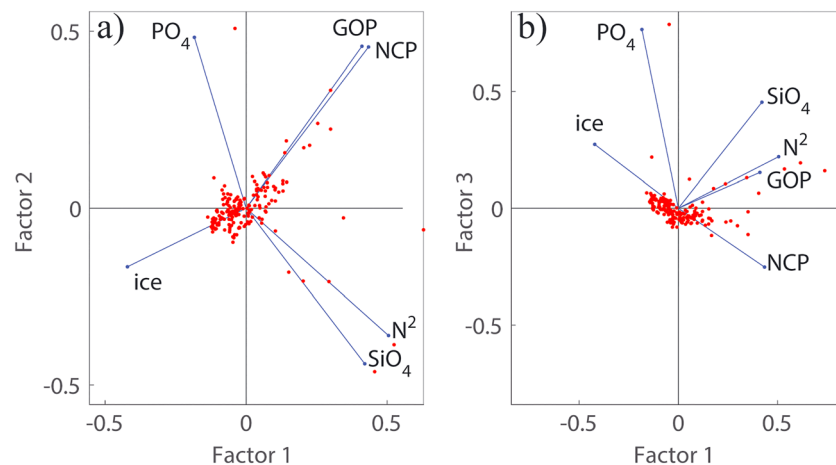 a)
PO4
GOP
NCP
ice
N2
SiO4
0.5
0
-0.5
-0.5
0
0.5
Factor 2
Factor 1
b)
PO4
SiO4
ice
N2
GOP
NCP
0.5
0
-0.5
-0.5
0
0.5
Factor 3
Factor 1